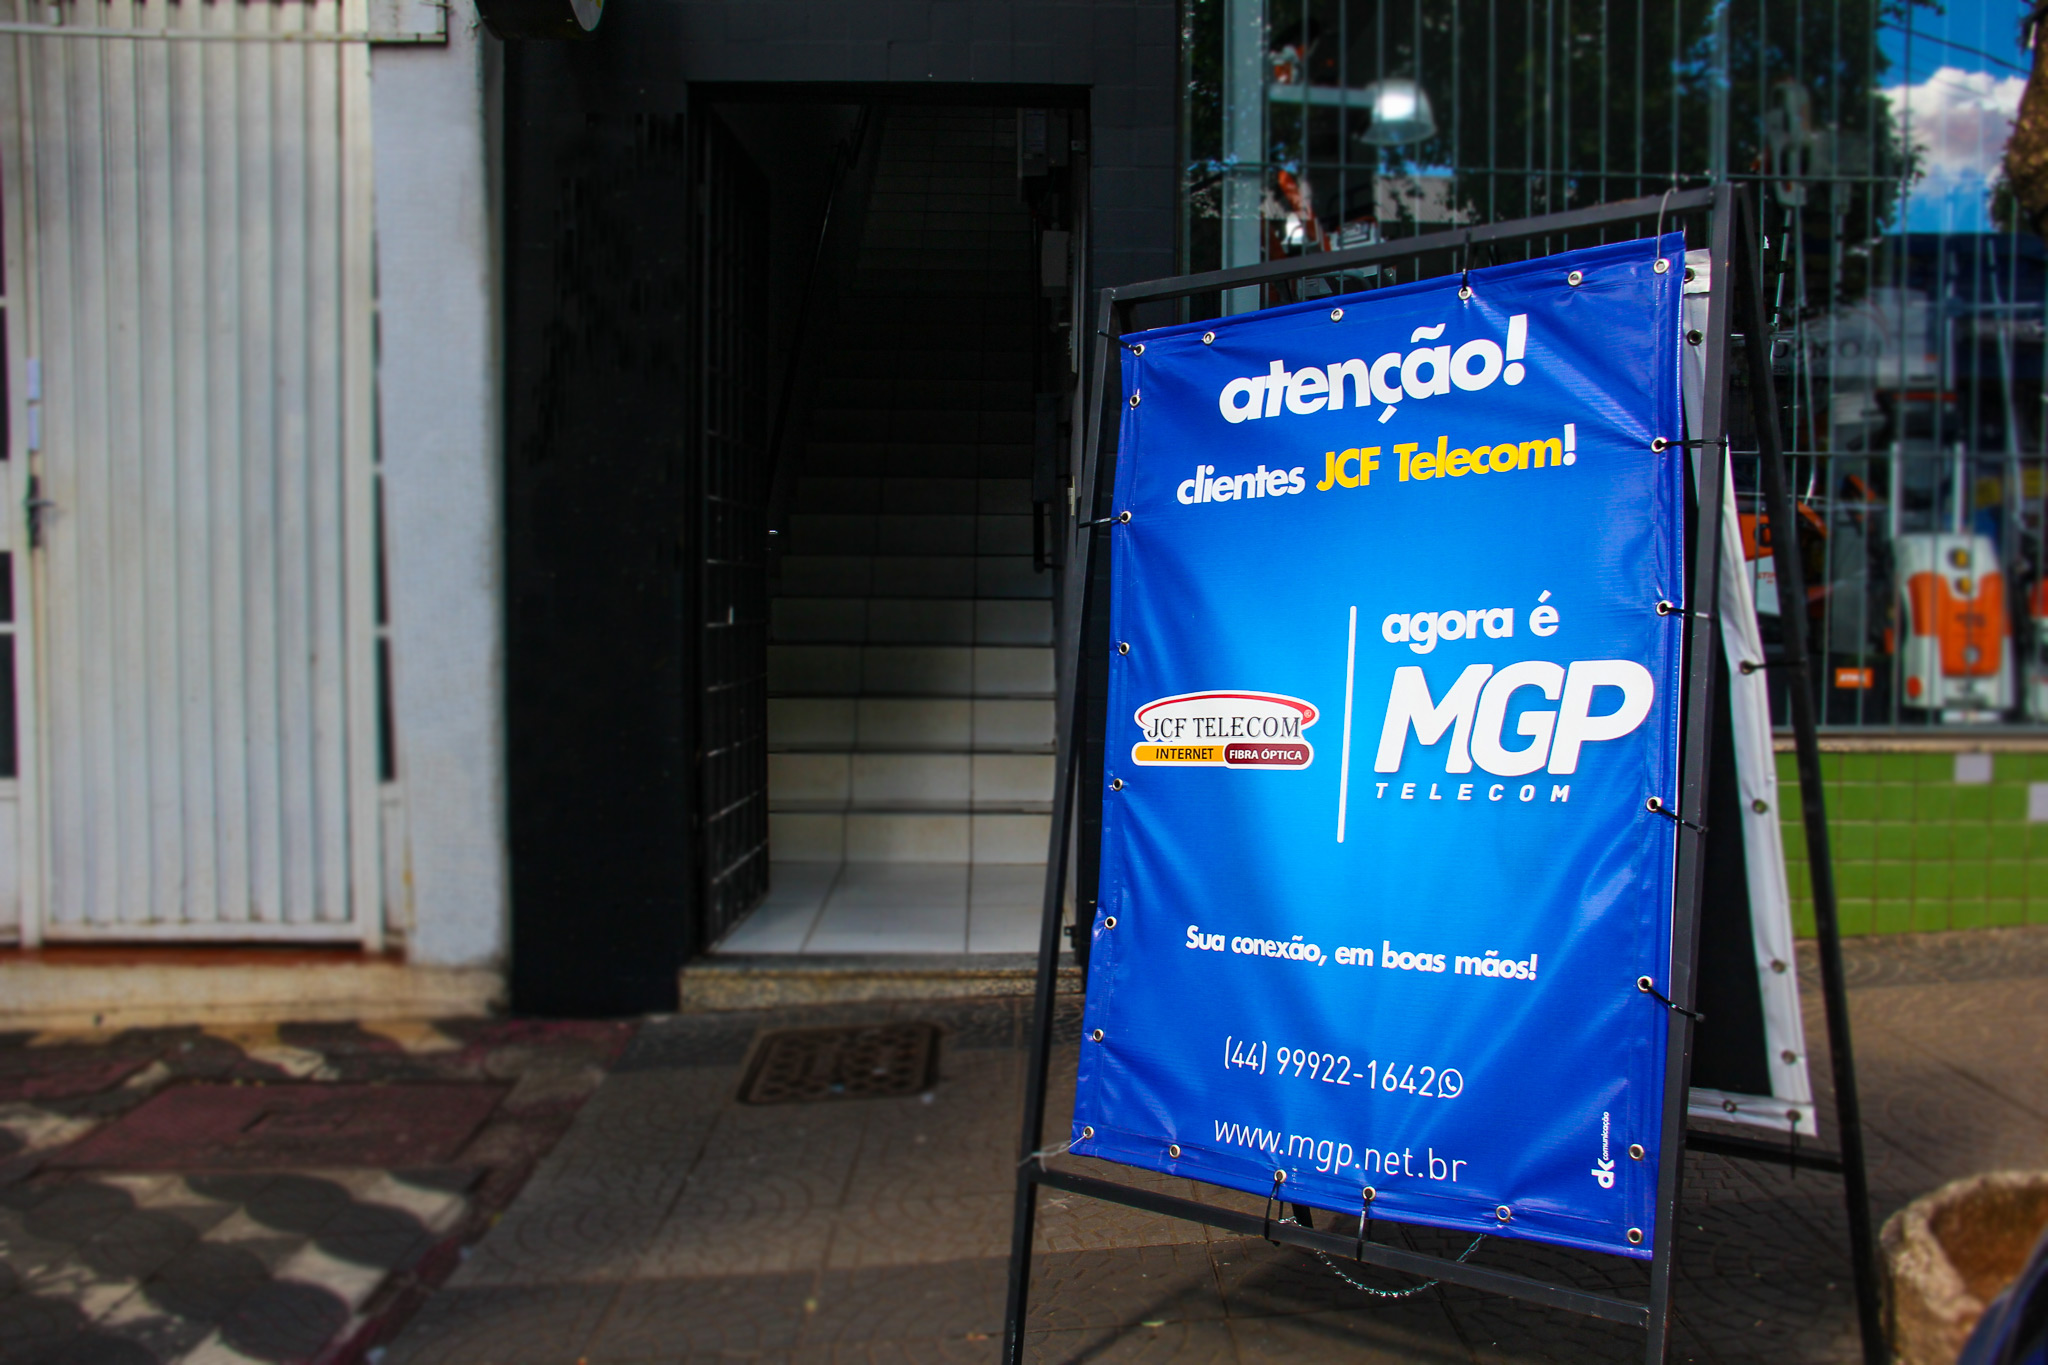 atenção!
clientes JCF Telecom!
agora é
MGP
TELECOM
JCF TELECOM®
INTERNET FIBRA ÓPTICA
Sua conexão, em boas mãos!
(44) 99922-1642
www.mgp.net.br
dk comunicação